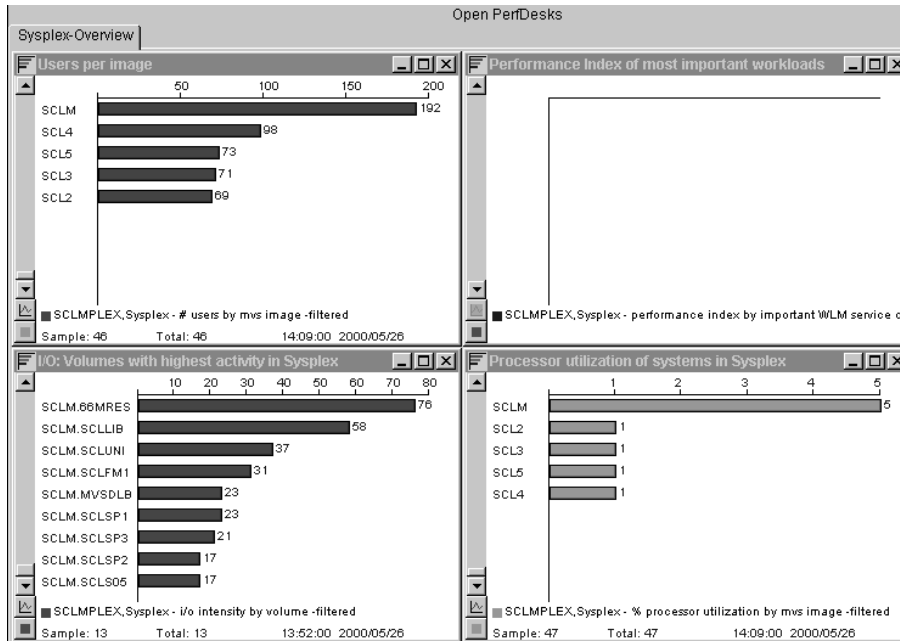 Open PerfDesks
Sysplex-Overview
Users per image
50 100 150 200
SCLM 192
SCL4 98
SCL5 73
SCL3 71
SCL2 69
SCLMPLEX,Sysplex - # users by mvs image -filtered
Sample: 46 Total: 46 14:09:00 2000/05/26
Performance Index of most important workloads
SCLMPLEX,Sysplex - performance index by important WLM service
I/O: Volumes with highest activity in Sysplex
10 20 30 40 50 60 70 80
SCLM.66MRES 76
SCLM.SCLLIB 58
SCLM.SCLUNI 37
SCLM.SCLFM1 31
SCLM.MVSDLB 23
SCLM.SCLSP1 23
SCLM.SCLSP3 21
SCLM.SCLSP2 17
SCLM.SCLS05 17
SCLMPLEX,Sysplex - i/o intensity by volume -filtered
Sample: 13 Total: 13 13:52:00 2000/05/26
Processor utilization of systems in Sysplex
1 2 3 4 5
SCLM 5
SCL2 1
SCL3 1
SCL5 1
SCL4 1
SCLMPLEX,Sysplex - % processor utilization by mvs image -filtered
Sample: 47 Total: 47 14:09:00 2000/05/26